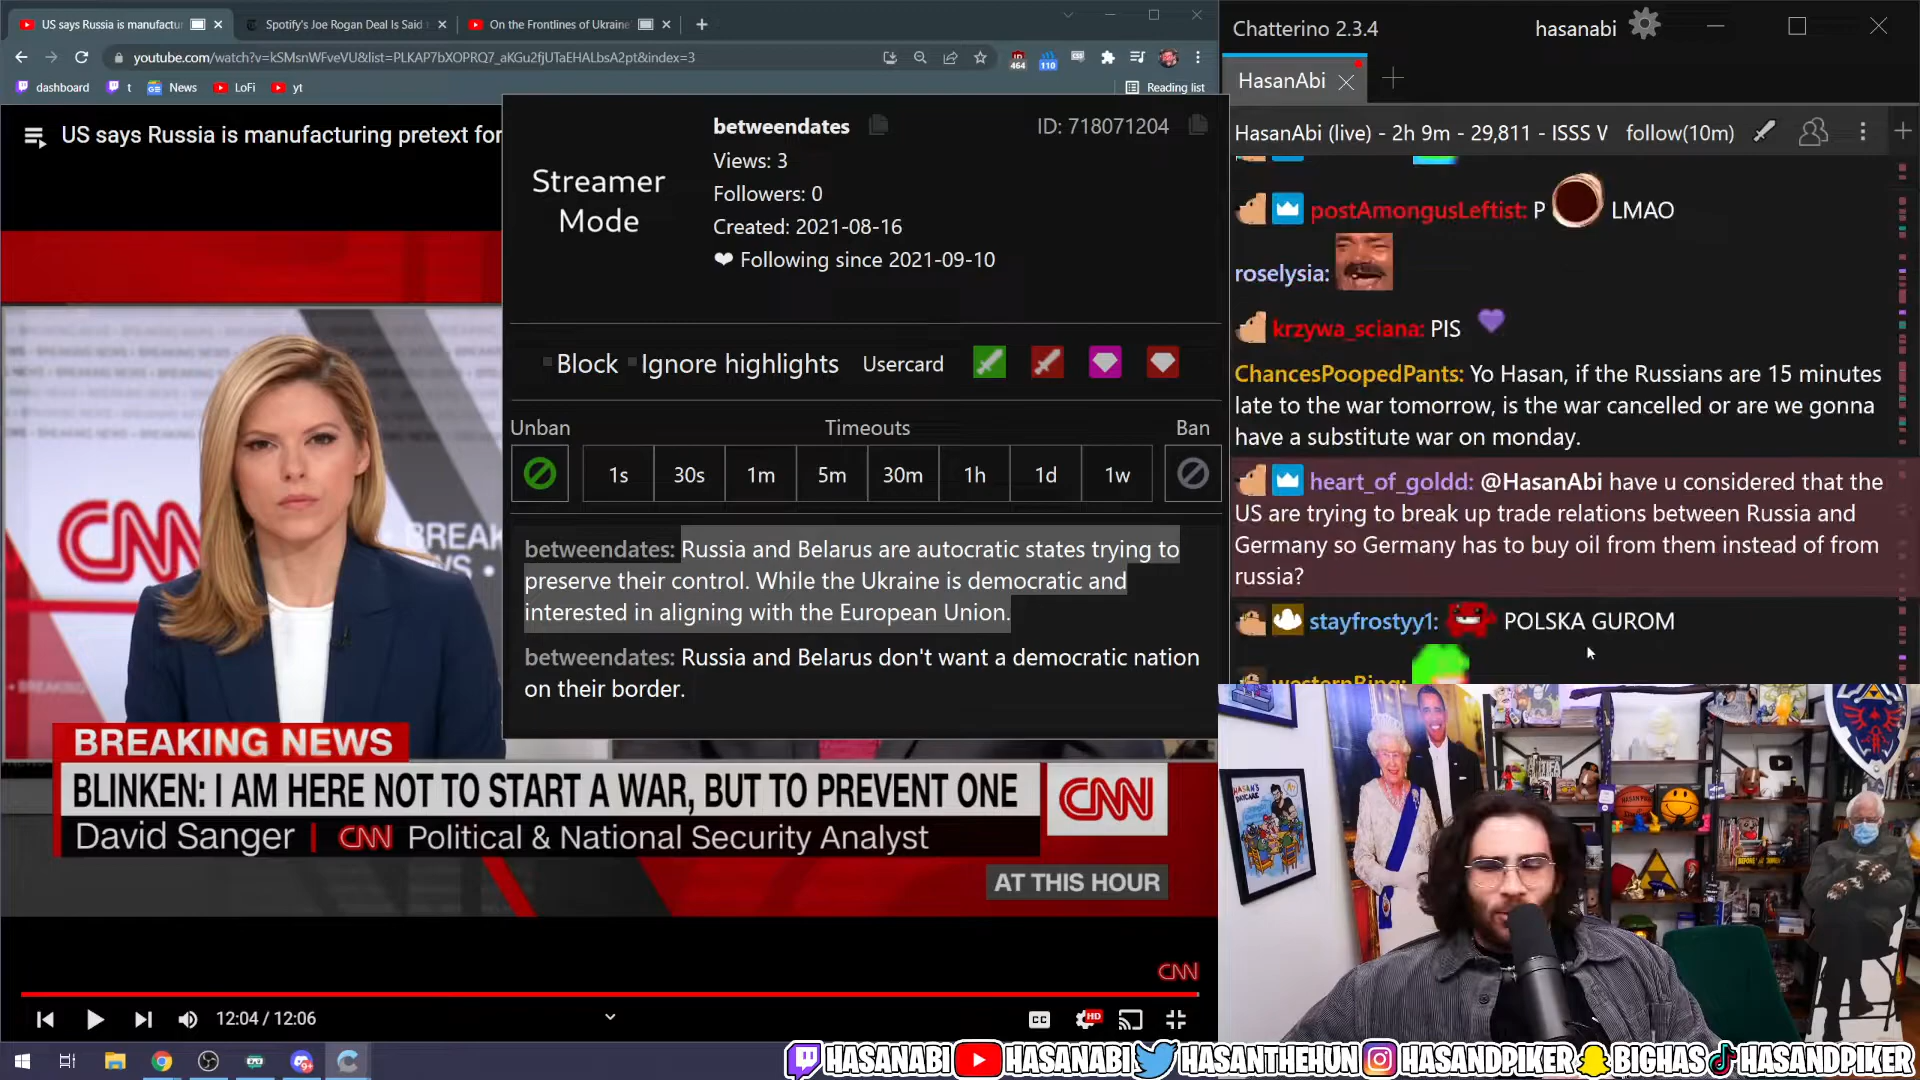 US says Russia is manufactu
Spotify's Joe Rogan Deal Is Said
On the Frontlines of Ukraine
youtube.com/watch?v=kSMsnWFveVU&list=PLKAP7bXOPRQ7_aKGu2fjUTaEHALbsA2pt&index=3
464
110
dashboard
t
News
LoFi
yt
Reading list
US says Russia is manufacturing pretext for
Streamer
Mode
betweendates
ID: 718071204
Views: 3
Followers: 0
Created: 2021-08-16
❤ Following since 2021-09-10
Block
Ignore highlights
Usercard
Unban
Timeouts
Ban
1s
30s
1m
5m
30m
1h
1d
1w
betweendates: Russia and Belarus are autocratic states trying to
preserve their control. While the Ukraine is democratic and
interested in aligning with the European Union.
betweendates: Russia and Belarus don't want a democratic nation
on their border.
CNN
BREAK
BREAKING NEWS
BLINKEN: I AM HERE NOT TO START A WAR, BUT TO PREVENT ONE
David Sanger | CNN Political & National Security Analyst
CNN
AT THIS HOUR
CNN
12:04 / 12:06
CC
HD
Chatterino 2.3.4
hasanabi
HasanAbi
HasanAbi (live) - 2h 9m - 29,811 - ISSS V
follow(10m)
postAmongusLeftist: P LMAO
roselysia:
krzywa_sciana: PIS
ChancesPoopedPants: Yo Hasan, if the Russians are 15 minutes
late to the war tomorrow, is the war cancelled or are we gonna
have a substitute war on monday.
heart_of_goldd: @HasanAbi have u considered that the
US are trying to break up trade relations between Russia and
Germany so Germany has to buy oil from them instead of from
russia?
stayfrostyy1: POLSKA GUROM
HASANABI
HASANABI
HASANTHEHUN
HASANDPIKER
BIGHAS
HASANDPIKER